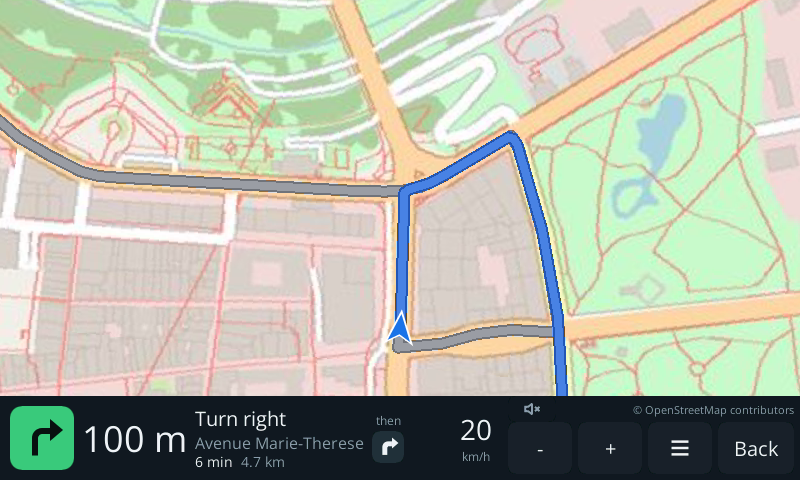 100 m
Turn right
Avenue Marie-Therese
6 min 4.7 km
then
20
km/h
© OpenStreetMap contributors
-
+
Back